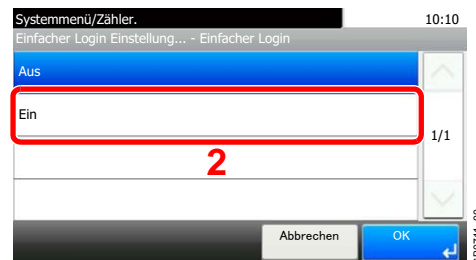 Systemmenü/Zähler. 10:10
Einfacher Login Einstellung... - Einfacher Login
Aus
Ein
1/1
2
Abbrechen OK